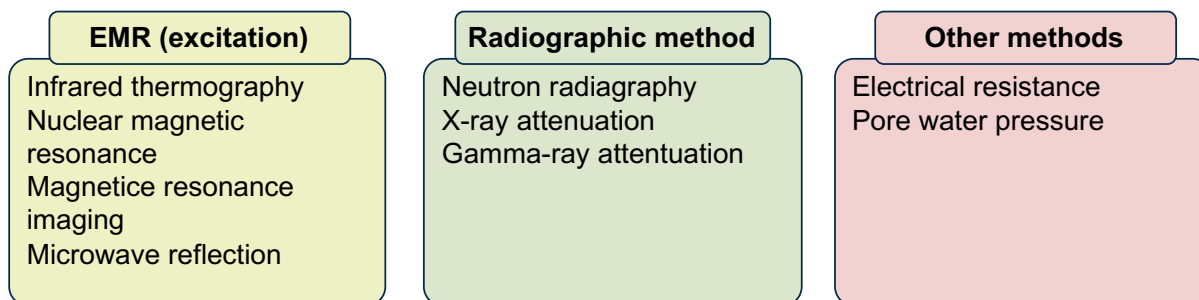 EMR (excitation)
Infrared thermography
Nuclear magnetic
resonance
Magnetice resonance
imaging
Microwave reflection
Radiographic method
Neutron radiagraphy
X-ray attenuation
Gamma-ray attentuation
Other methods
Electrical resistance
Pore water pressure